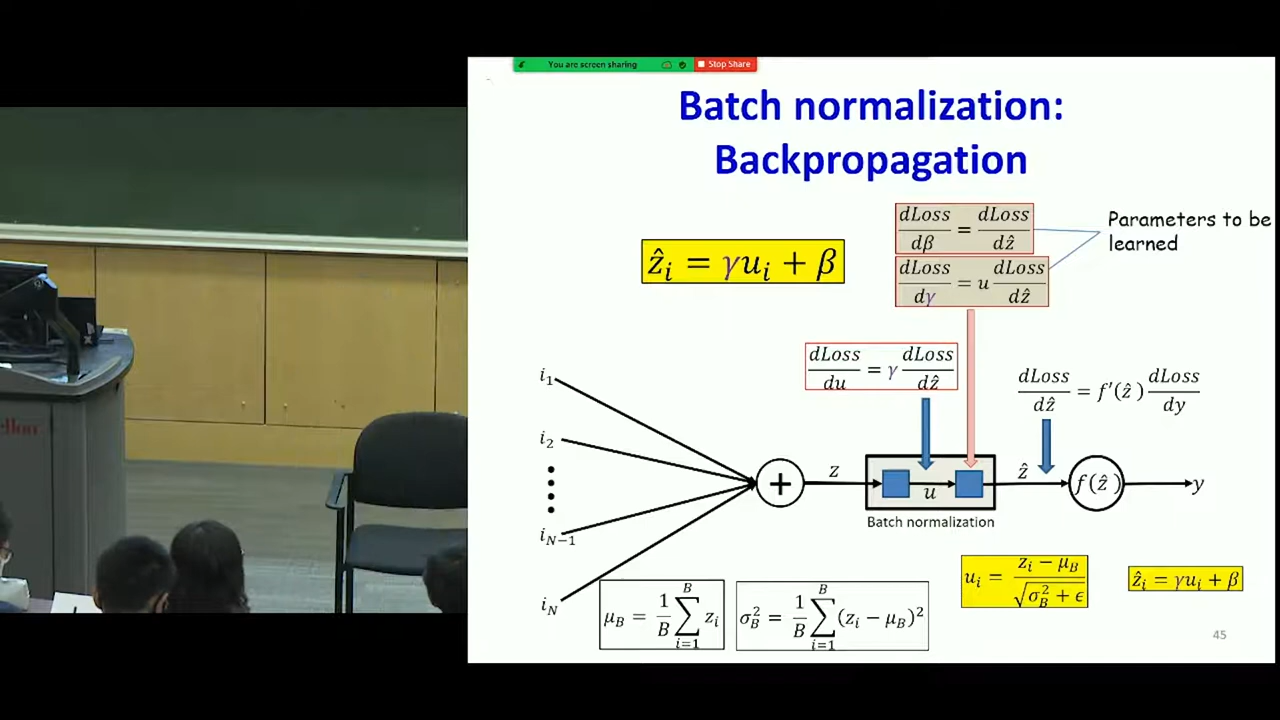 You are screen sharing
Stop Share
Batch normalization:
Backpropagation
dLoss/dβ = dLoss/dẑ
Parameters to be
learned
ẑᵢ = γuᵢ + β
dLoss/dγ = u dLoss/dẑ
dLoss/du = γ dLoss/dẑ
dLoss/dẑ = f′(ẑ) dLoss/dy
i₁
i₂
i_{N−1}
i_N
+
z
u
ẑ
f(ẑ)
y
Batch normalization
μ_B = 1/B ∑_{i=1}^{B} zᵢ
σ_B² = 1/B ∑_{i=1}^{B} (zᵢ − μ_B)²
uᵢ = (zᵢ − μ_B)/√(σ_B² + ϵ)
ẑᵢ = γuᵢ + β
45